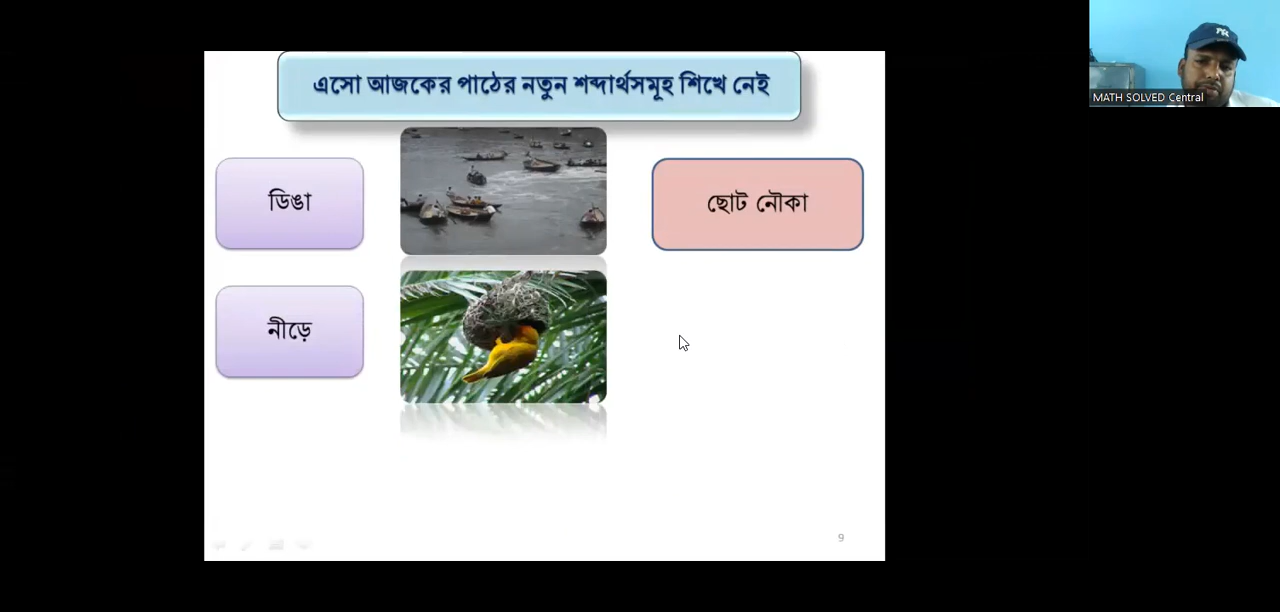 এসো আজকের পাঠের নতুন শব্দার্থসমূহ শিখে নেই
ডিঙা
ছোট নৌকা
নীড়ে
9
MATH SOLVED Central